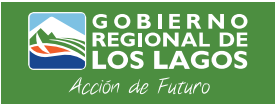 GOBIERNO
REGIONAL DE
LOS LAGOS
Acción de Futuro